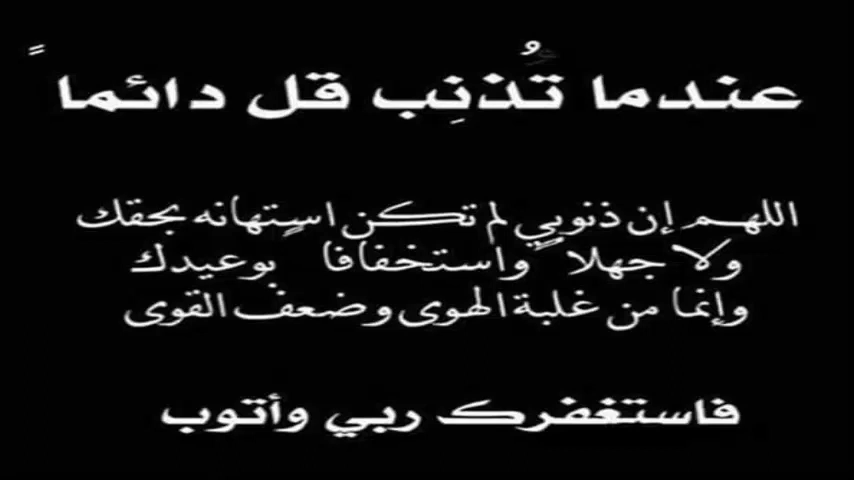 عندما تُذنِب قل دائماً
اللهم إن ذنوبي لم تكن استهانه بحقك
ولا جهلا واستخفافا بوعيدك
وإنما من غلبة الهوى وضعف القوى
فاستغفرك ربي وأتوب